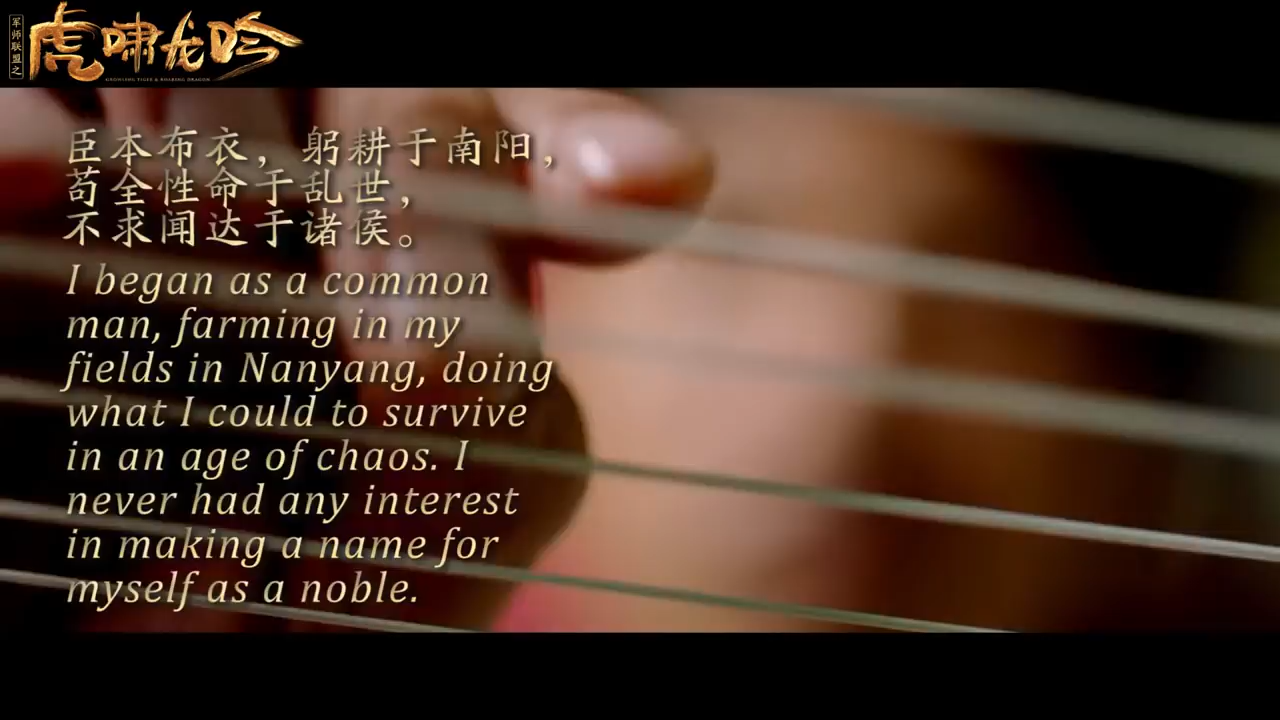 军师联盟之
虎啸龙吟
GROWLING TIGER & ROARING DRAGON
臣本布衣，躬耕于南阳，
苟全性命于乱世，
不求闻达于诸侯。
I began as a common
man, farming in my
fields in Nanyang, doing
what I could to survive
in an age of chaos. I
never had any interest
in making a name for
myself as a noble.